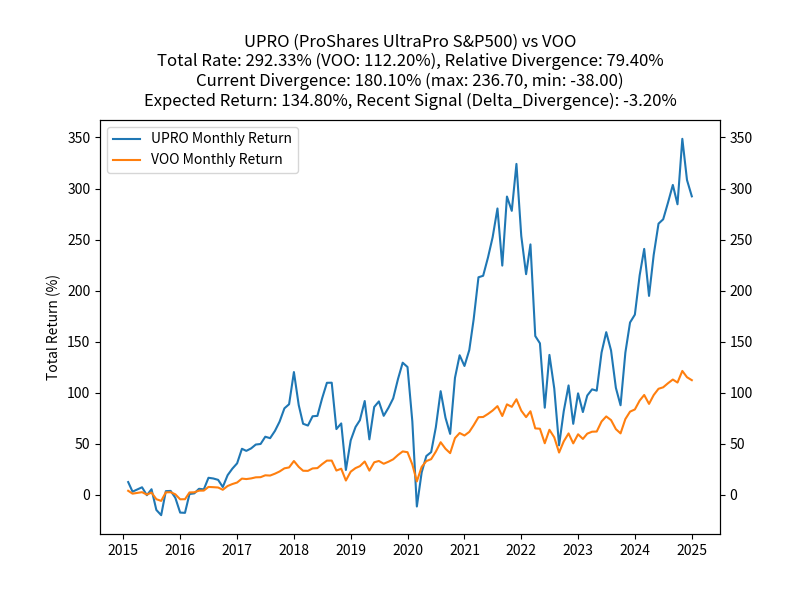 UPRO (ProShares UltraPro S&P500) vs VOO
Total Rate: 292.33% (VOO: 112.20%), Relative Divergence: 79.40%
Current Divergence: 180.10% (max: 236.70, min: -38.00)
Expected Return: 134.80%, Recent Signal (Delta_Divergence): -3.20%
UPRO Monthly Return
VOO Monthly Return
Total Return (%)
350
300
250
200
150
100
50
0
350
300
250
200
150
100
50
0
2015 2016 2017 2018 2019 2020 2021 2022 2023 2024 2025